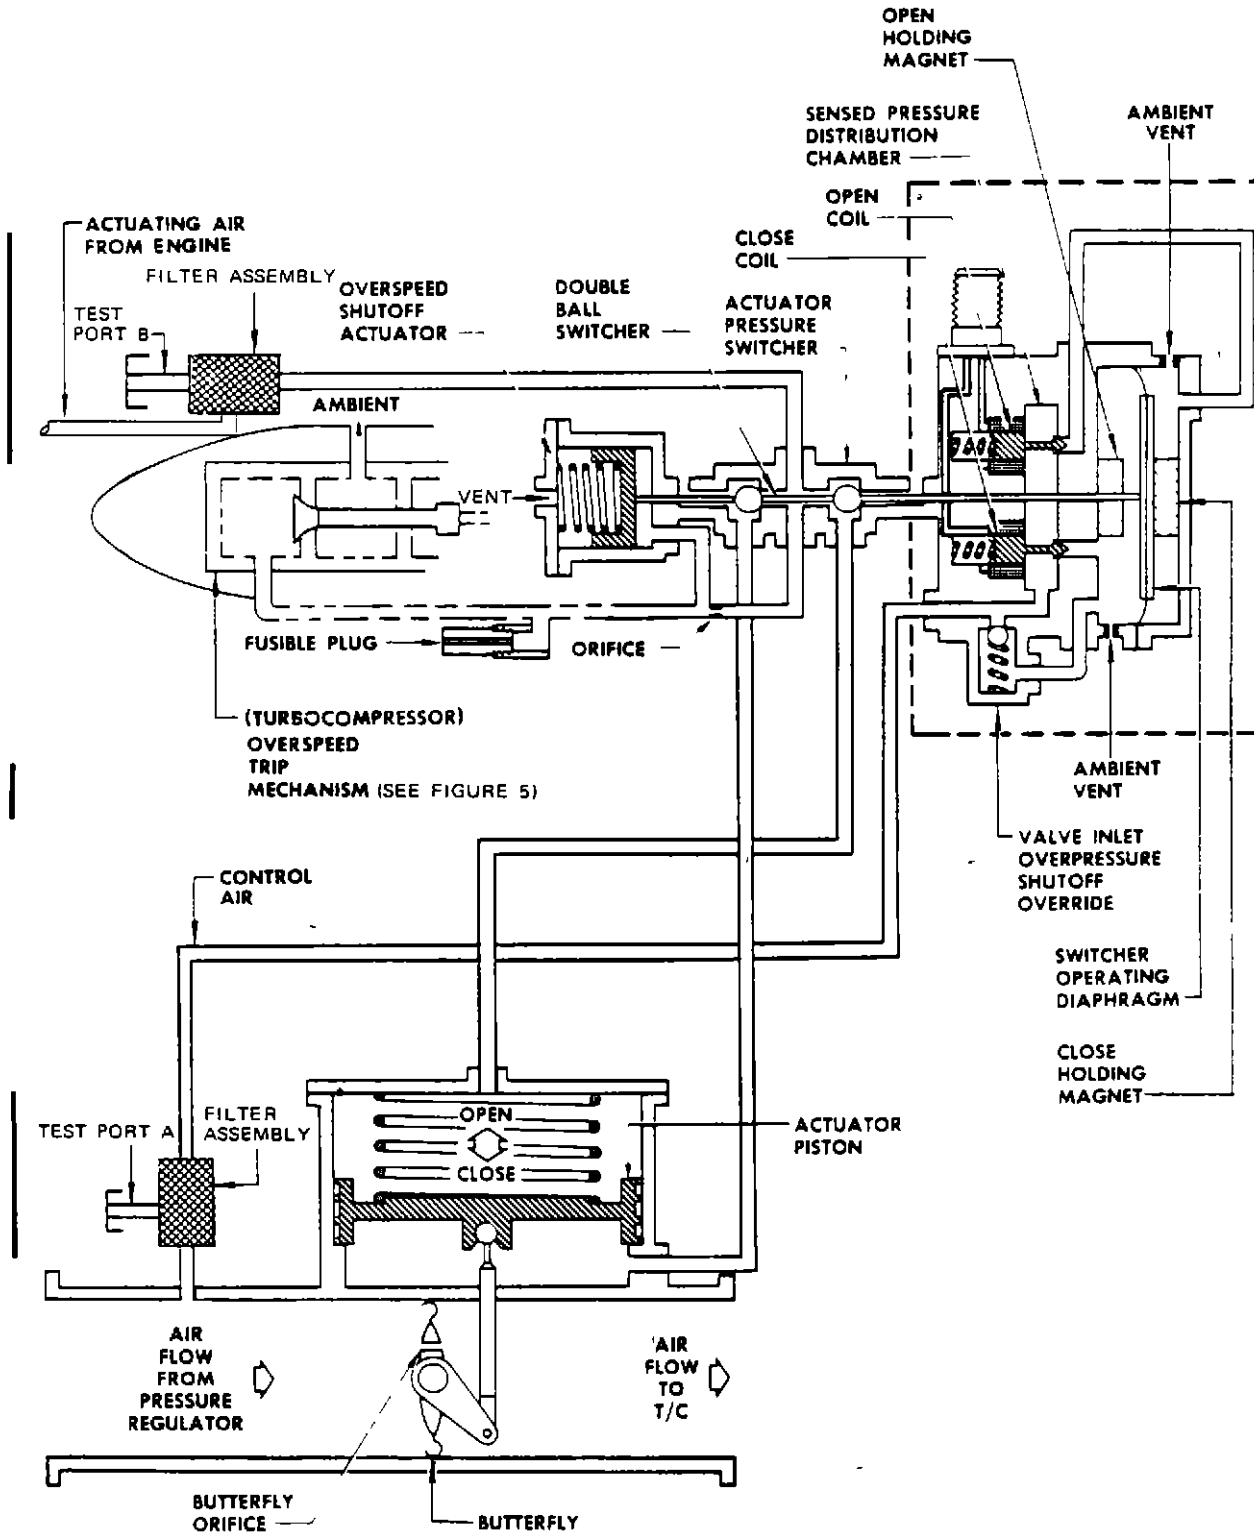 OPEN
HOLDING
MAGNET
SENSED PRESSURE
DISTRIBUTION
CHAMBER
AMBIENT
VENT
OPEN
COIL
CLOSE
COIL
ACTUATING AIR
FROM ENGINE
FILTER ASSEMBLY
TEST
PORT B
OVERSPEED
SHUTOFF
ACTUATOR
DOUBLE
BALL
SWITCHER
ACTUATOR
PRESSURE
SWITCHER
AMBIENT
VENT
FUSIBLE PLUG
ORIFICE
(TURBOCOMPRESSOR)
OVERSPEED
TRIP
MECHANISM (SEE FIGURE 5)
AMBIENT
VENT
VALVE INLET
OVERPRESSURE
SHUTOFF
OVERRIDE
CONTROL
AIR
SWITCHER
OPERATING
DIAPHRAGM
CLOSE
HOLDING
MAGNET
TEST PORT A
FILTER
ASSEMBLY
OPEN
CLOSE
ACTUATOR
PISTON
AIR
FLOW
FROM
PRESSURE
REGULATOR
AIR
FLOW
TO
T/C
BUTTERFLY
ORIFICE
BUTTERFLY